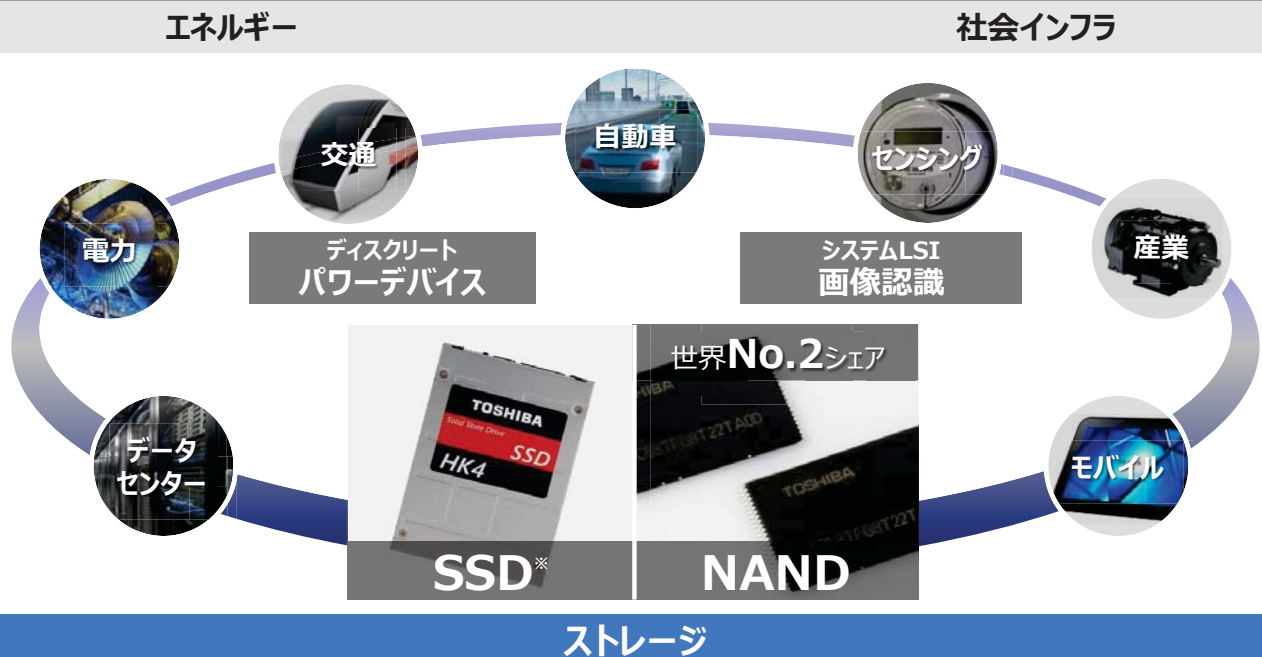 エネルギー
社会インフラ
交通
自動車
センシング
電力
産業
ディスクリート
パワーデバイス
システムLSI
画像認識
世界No.2シェア
TOSHIBA
Solid State Drive
SSD
HK4
TOSHIBA
データ
センター
モバイル
SSD※
NAND
ストレージ